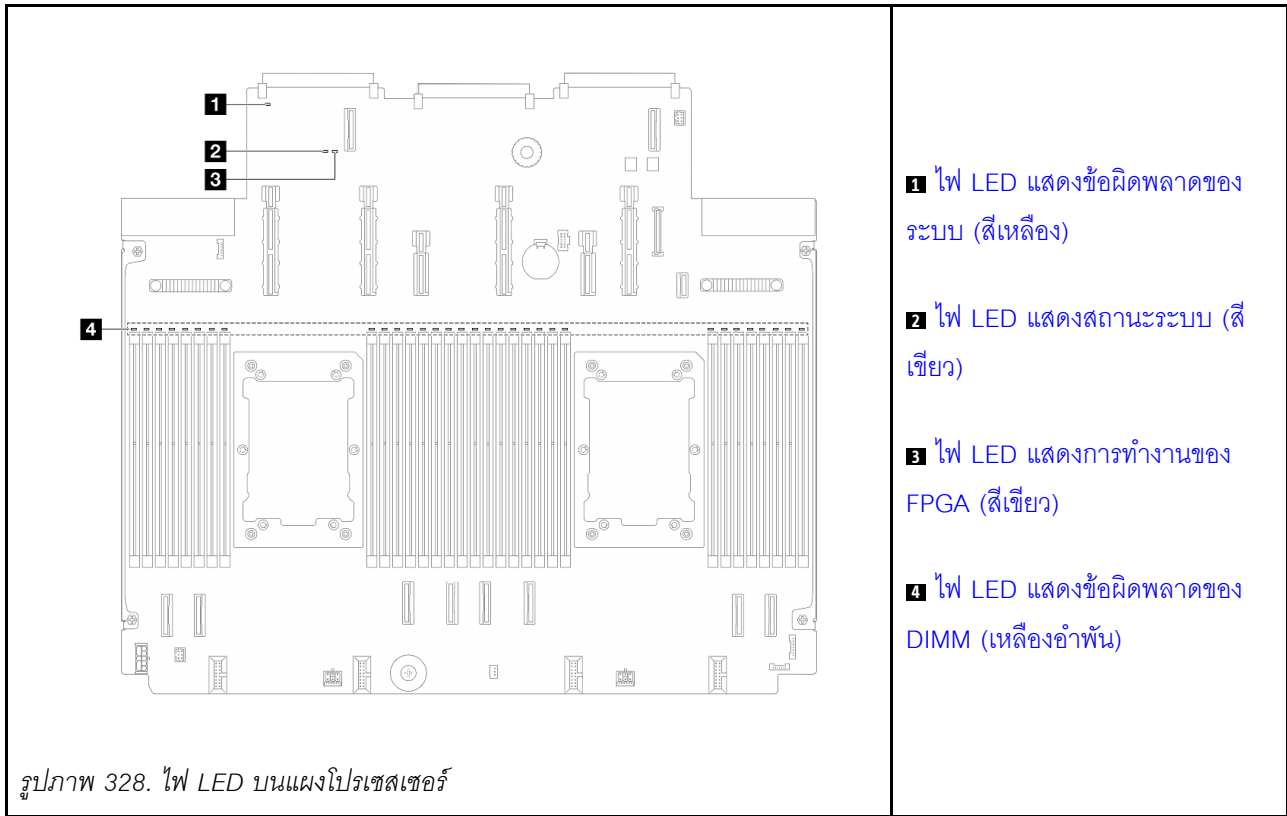 1
2
3
4
รูปภาพ 328. ไฟ LED บนแผงโปรเซสเซอร์
1 ไฟ LED แสดงข้อผิดพลาดของ
ระบบ (สีเหลือง)
2 ไฟ LED แสดงสถานะระบบ (สี
เขียว)
3 ไฟ LED แสดงการทำงานของ
FPGA (สีเขียว)
4 ไฟ LED แสดงข้อผิดพลาดของ
DIMM (เหลืองอำพัน)